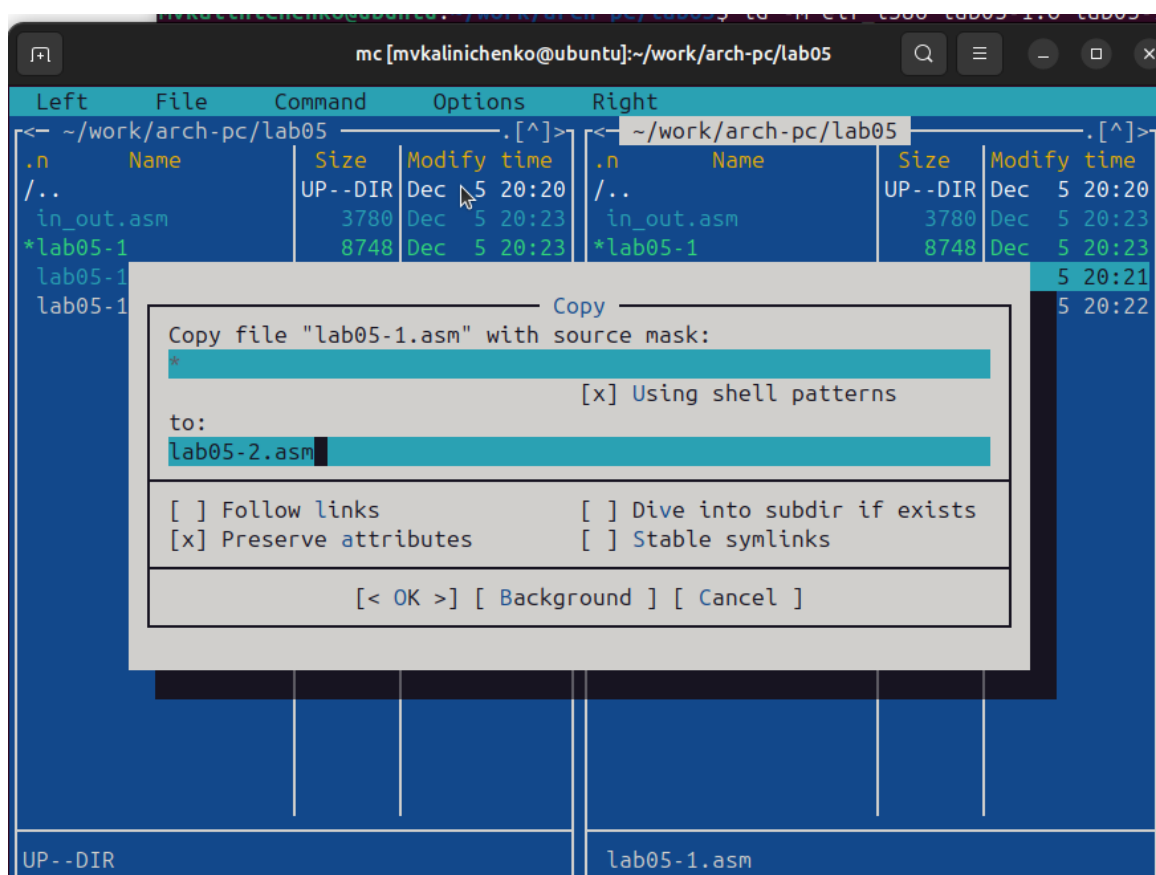 mc [mvkalinichenko@ubuntu]:~/work/arch-pc/lab05
Left File Command Options Right
<— ~/work/arch-pc/lab05 .[^]> <— ~/work/arch-pc/lab05 .[^]>
.n Name Size Modify time .n Name Size Modify time
/.. UP--DIR Dec 5 20:20 /.. UP--DIR Dec 5 20:20
in_out.asm 3780 Dec 5 20:23 in_out.asm 3780 Dec 5 20:23
*lab05-1 8748 Dec 5 20:23 *lab05-1 8748 Dec 5 20:23
lab05-1 5 20:21
lab05-1 5 20:22
Copy
Copy file "lab05-1.asm" with source mask:
*
[x] Using shell patterns
to:
lab05-2.asm
[ ] Follow links [ ] Dive into subdir if exists
[x] Preserve attributes [ ] Stable symlinks
[< OK >] [ Background ] [ Cancel ]
UP--DIR lab05-1.asm